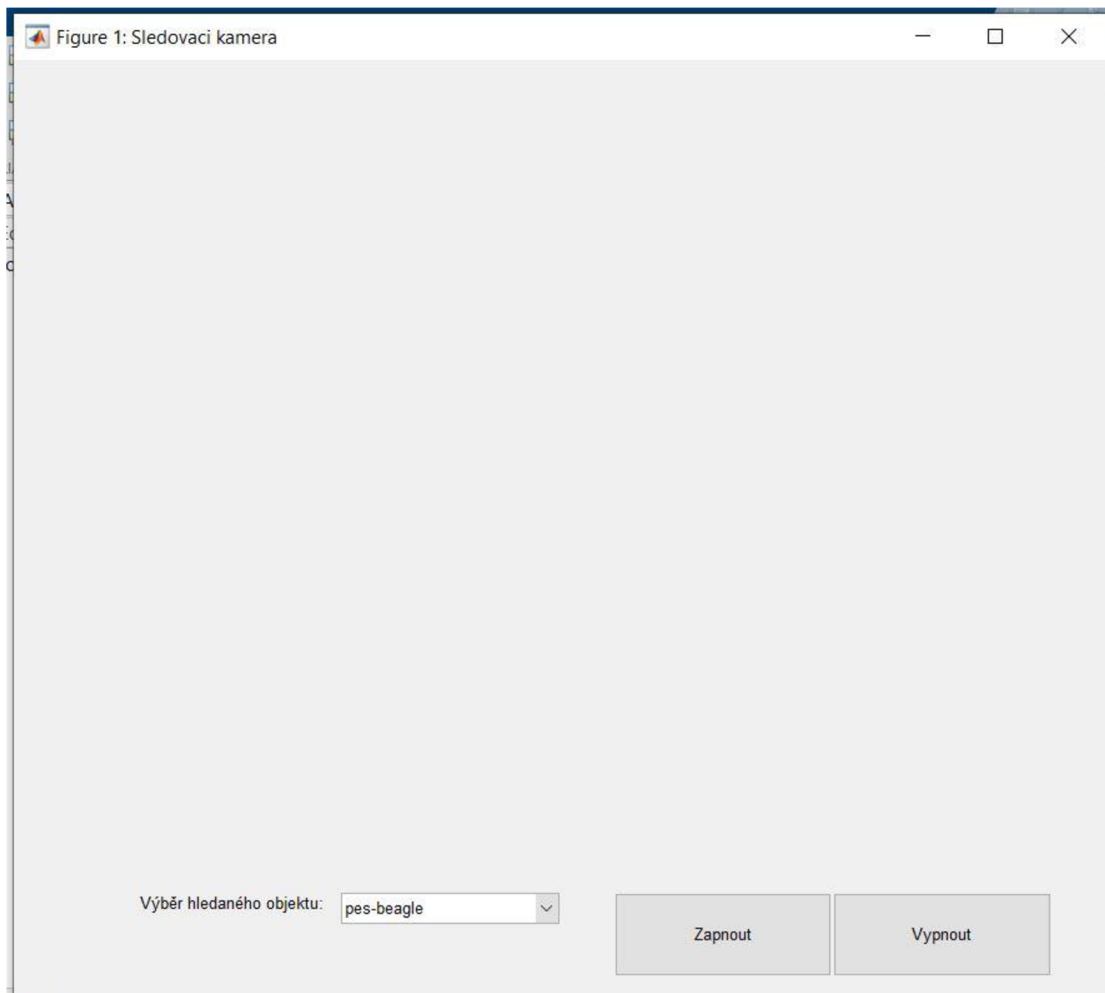 Figure 1: Sledovaci kamera
Výběr hledaného objektu:
pes-beagle
Zapnout
Vypnout